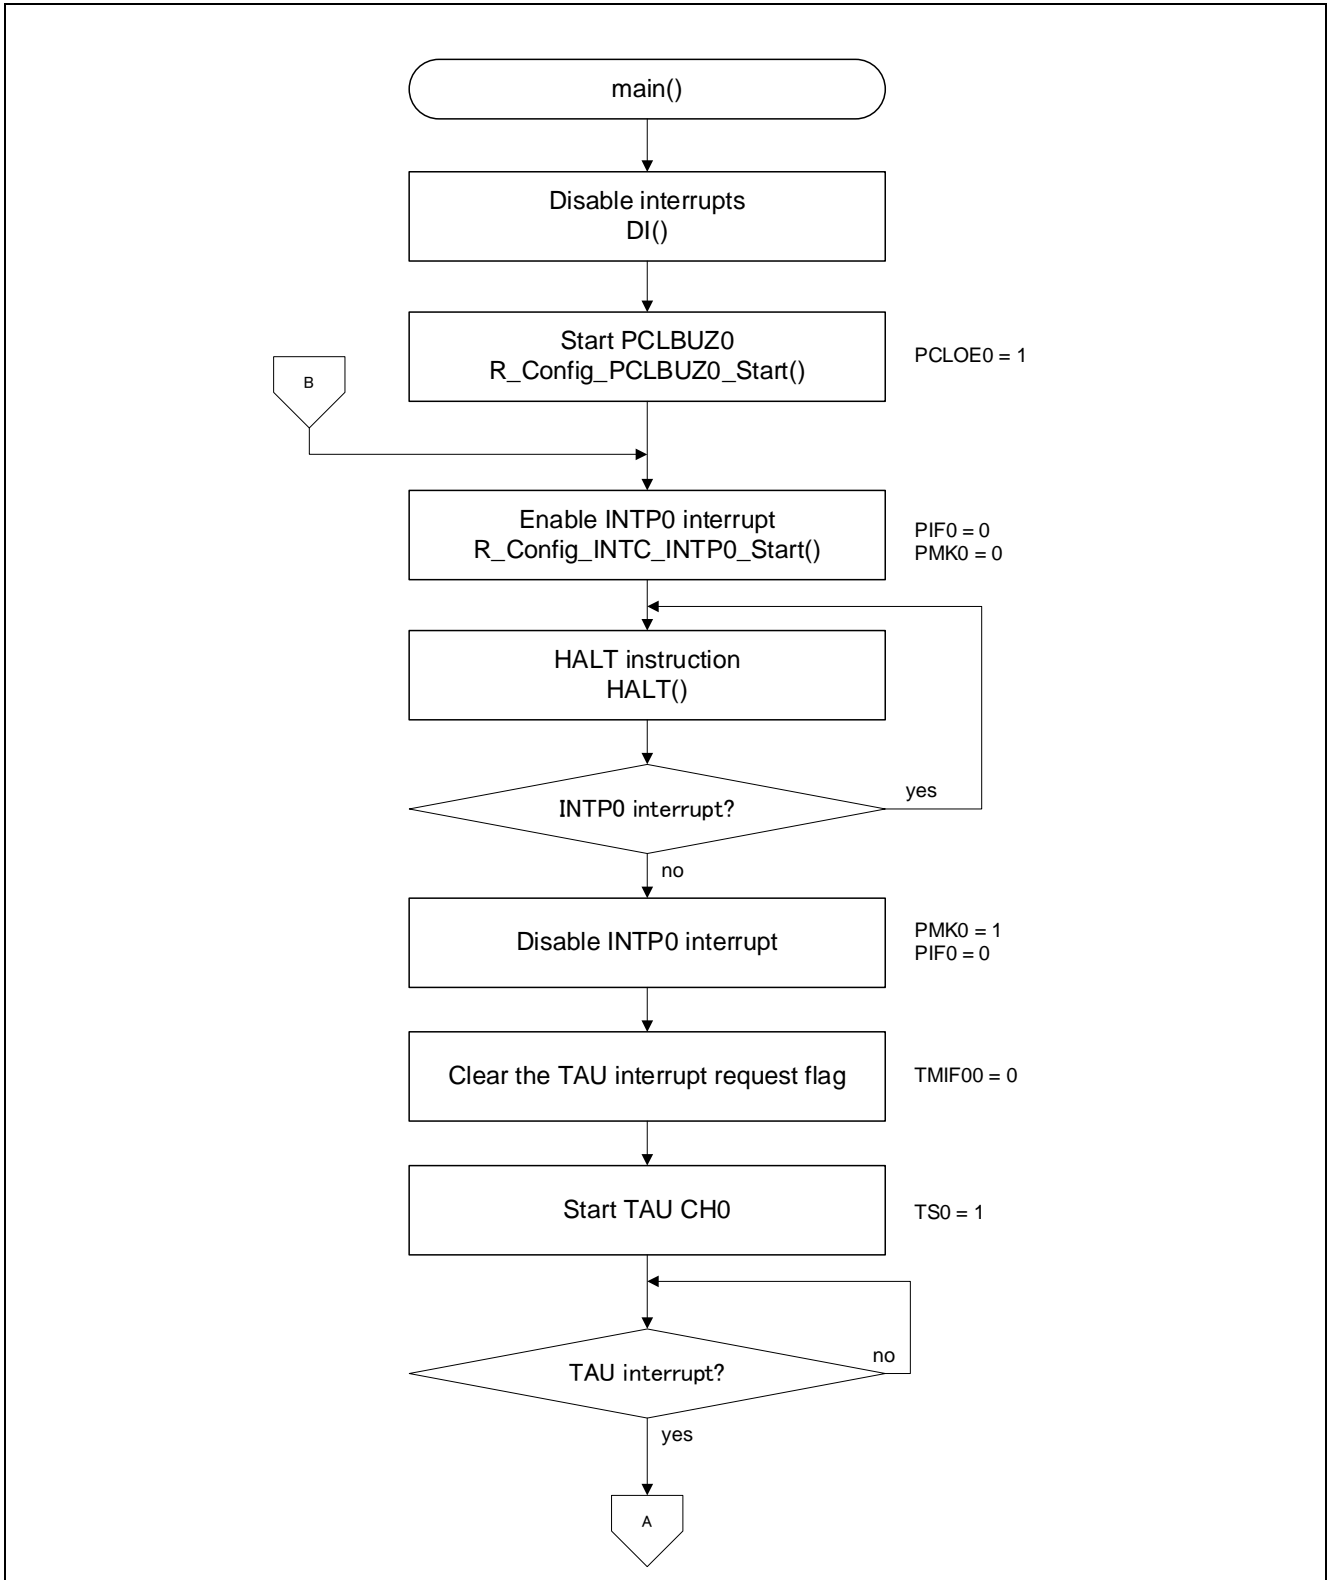 main()
Disable interrupts
DI()
Start PCLBUZ0
R_Config_PCLBUZ0_Start()
PCLOE0 = 1
B
Enable INTP0 interrupt
R_Config_INTC_INTP0_Start()
PIF0 = 0
PMK0 = 0
HALT instruction
HALT()
INTP0 interrupt?
yes
no
Disable INTP0 interrupt
PMK0 = 1
PIF0 = 0
Clear the TAU interrupt request flag
TMIF00 = 0
Start TAU CH0
TS0 = 1
TAU interrupt?
no
yes
A